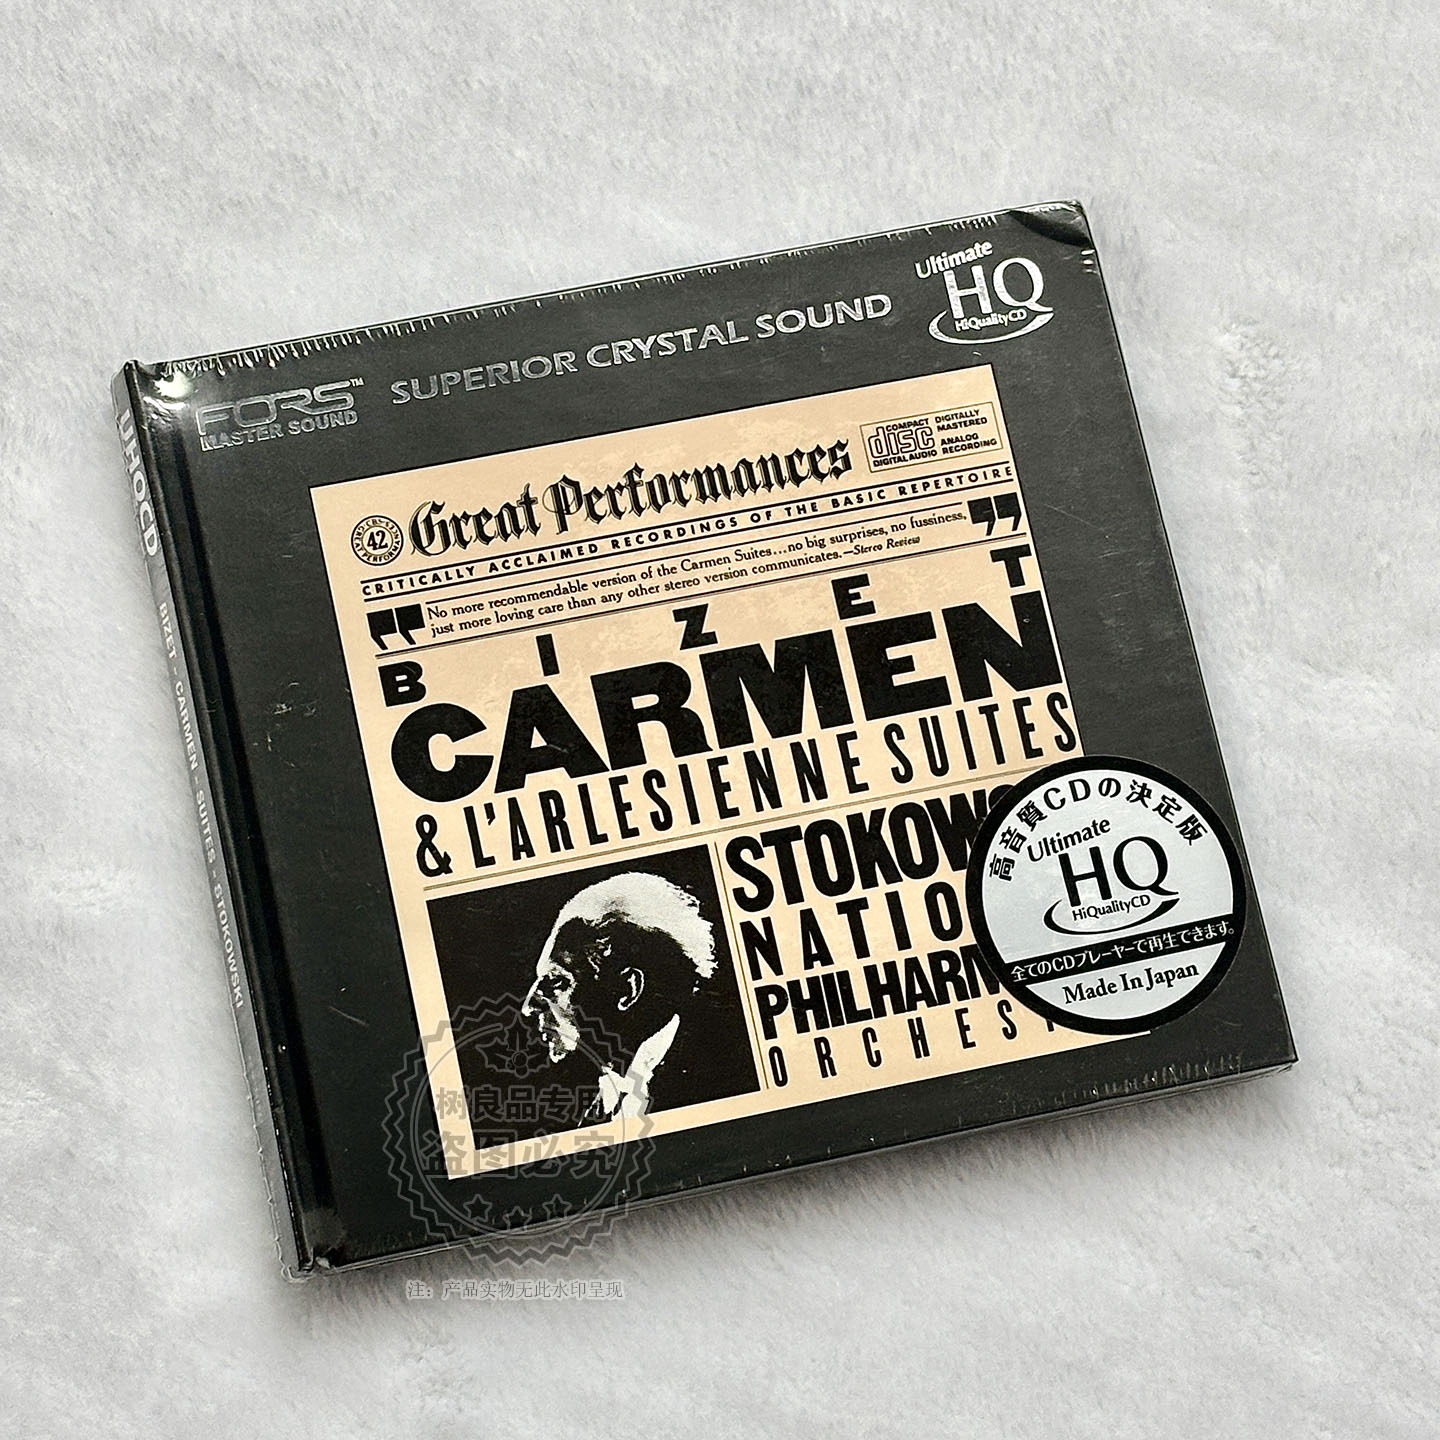 Ultimate
HQ
HiQualityCD
SUPERIOR CRYSTAL SOUND
FORS™
MASTER SOUND
UHQCD
BIZET - CARMEN - SUITES - STOKOWSKI
COMPACT
disc
DIGITAL AUDIO
DIGITALLY
MASTERED
ANALOG
RECORDING
42
Great Performances
CRITICALLY ACCLAIMED RECORDINGS OF THE BASIC REPERTOIRE
"No more recommendable version of the Carmen Suites...no big surprises, no fussiness,
just more loving care than any other stereo version communicates.—Stereo Review"
BIZET
CARMEN
& L'ARLESIENNE SUITES
STOKOWS
NATIO
PHILHARM
ORCHEST
高音質CDの決定版
Ultimate
HQ
HiQualityCD
全てのCDプレーヤーで再生できます。
Made In Japan
树良品专用
盗图必究
注：产品实物无此水印呈现